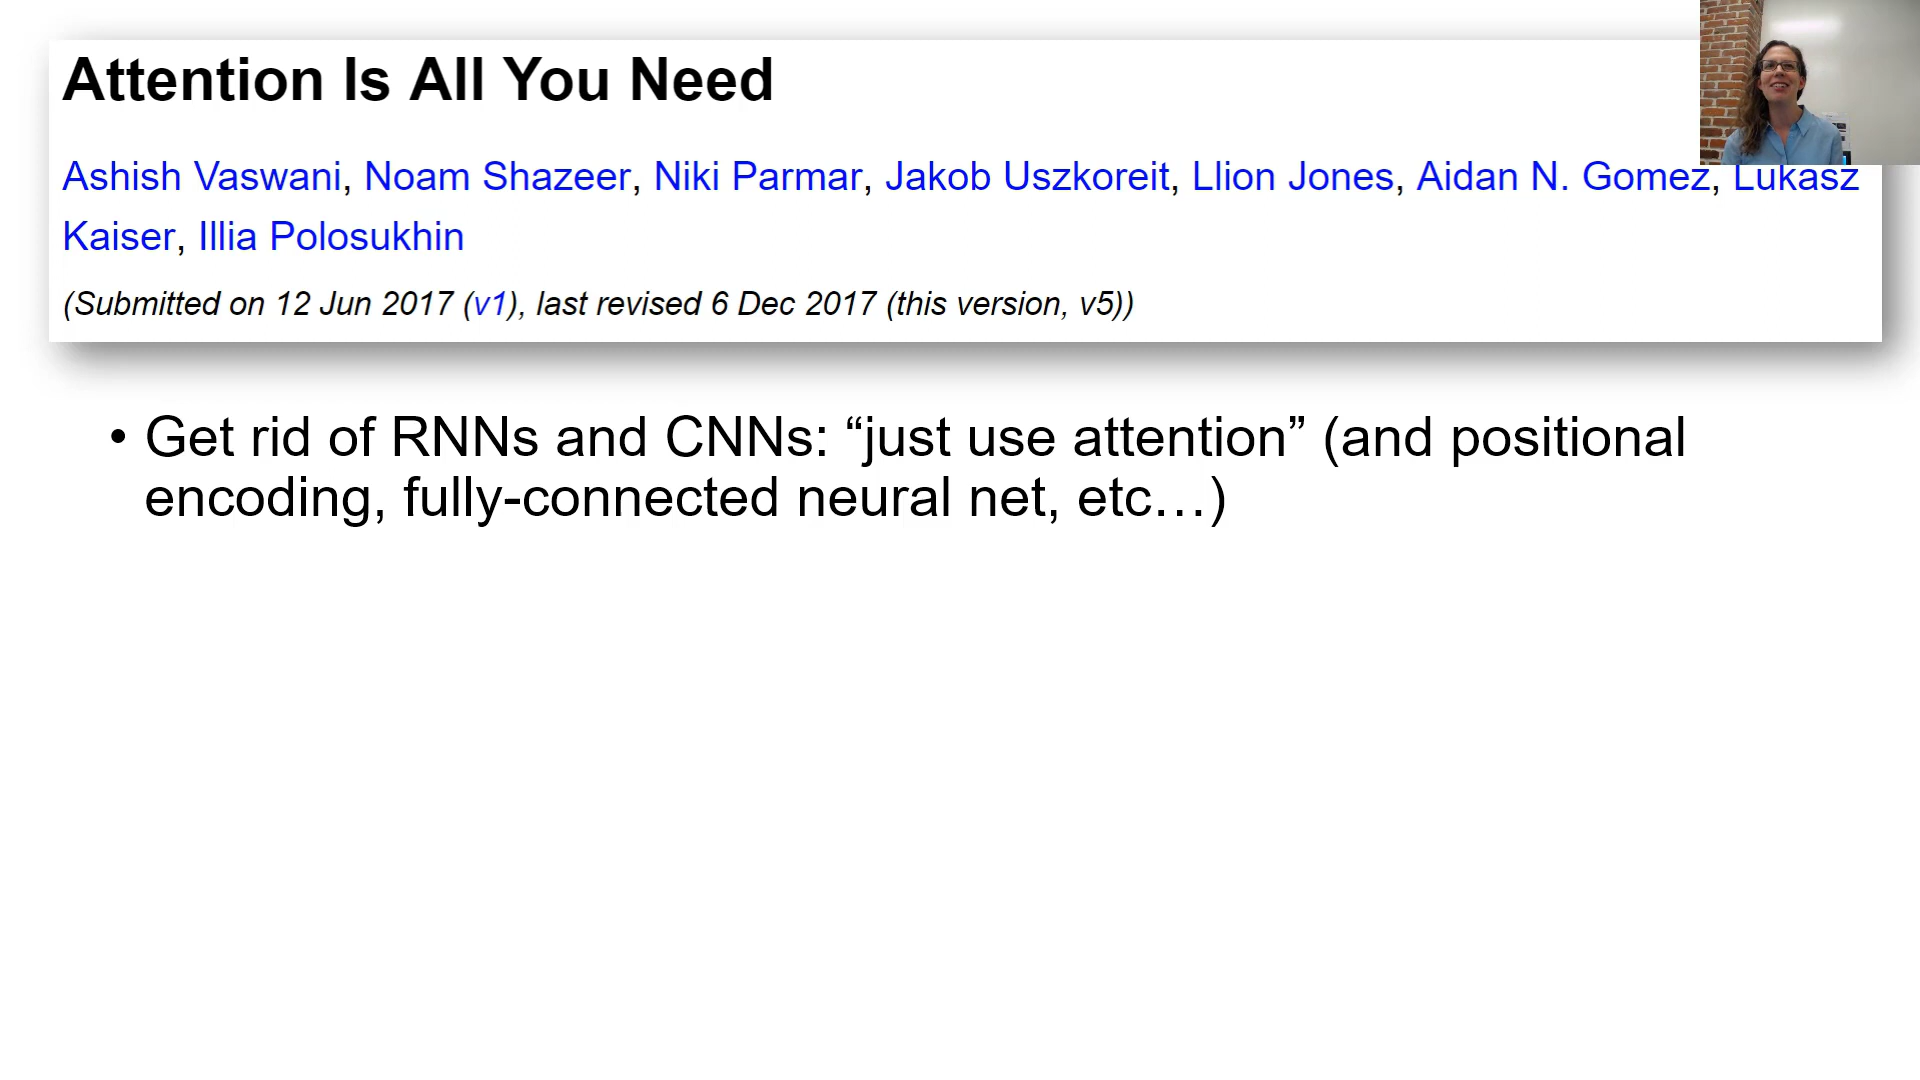 Attention Is All You Need
Ashish Vaswani, Noam Shazeer, Niki Parmar, Jakob Uszkoreit, Llion Jones, Aidan N. Gomez, Lukasz
Kaiser, Illia Polosukhin
(Submitted on 12 Jun 2017 (v1), last revised 6 Dec 2017 (this version, v5))
• Get rid of RNNs and CNNs: “just use attention” (and positional
encoding, fully-connected neural net, etc…)